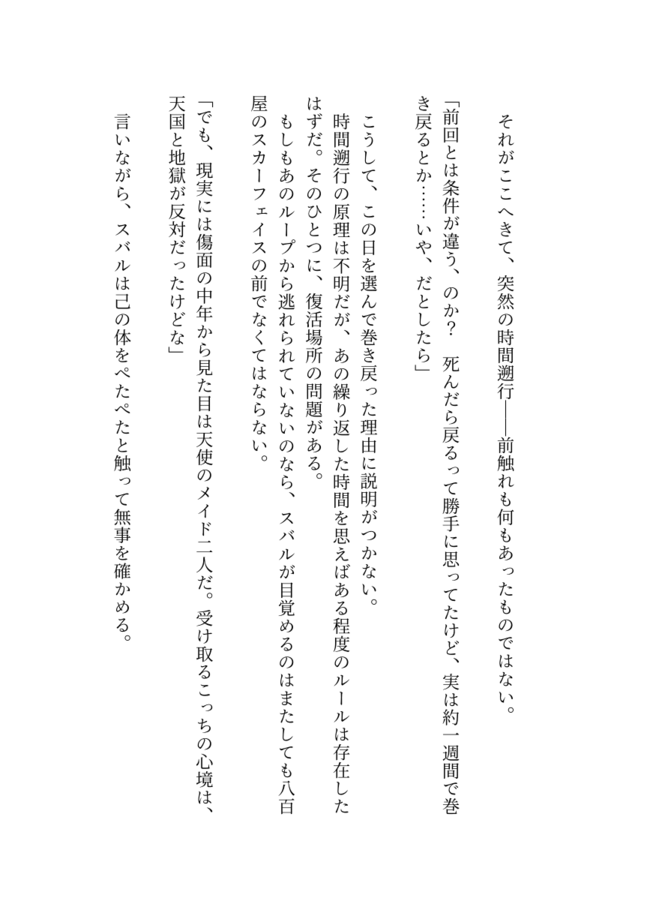 それがここへきて、突然の時間遡行――前触れも何もあったものではない。
「前回とは条件が違う、のか？　死んだら戻るって勝手に思ってたけど、実は約一週間で巻
き戻るとか……いや、だとしたら」
こうして、この日を選んで巻き戻った理由に説明がつかない。
時間遡行の原理は不明だが、あの繰り返した時間を思えばある程度のルールは存在した
はずだ。そのひとつに、復活場所の問題がある。
もしもあのループから逃れられていないのなら、スバルが目覚めるのはまたしても八百
屋のスカーフェイスの前でなくてはならない。
「でも、現実には傷面の中年から見た目は天使のメイド二人だ。受け取るこっちの心境は、
天国と地獄が反対だったけどな」
言いながら、スバルは己の体をぺたぺたと触って無事を確かめる。